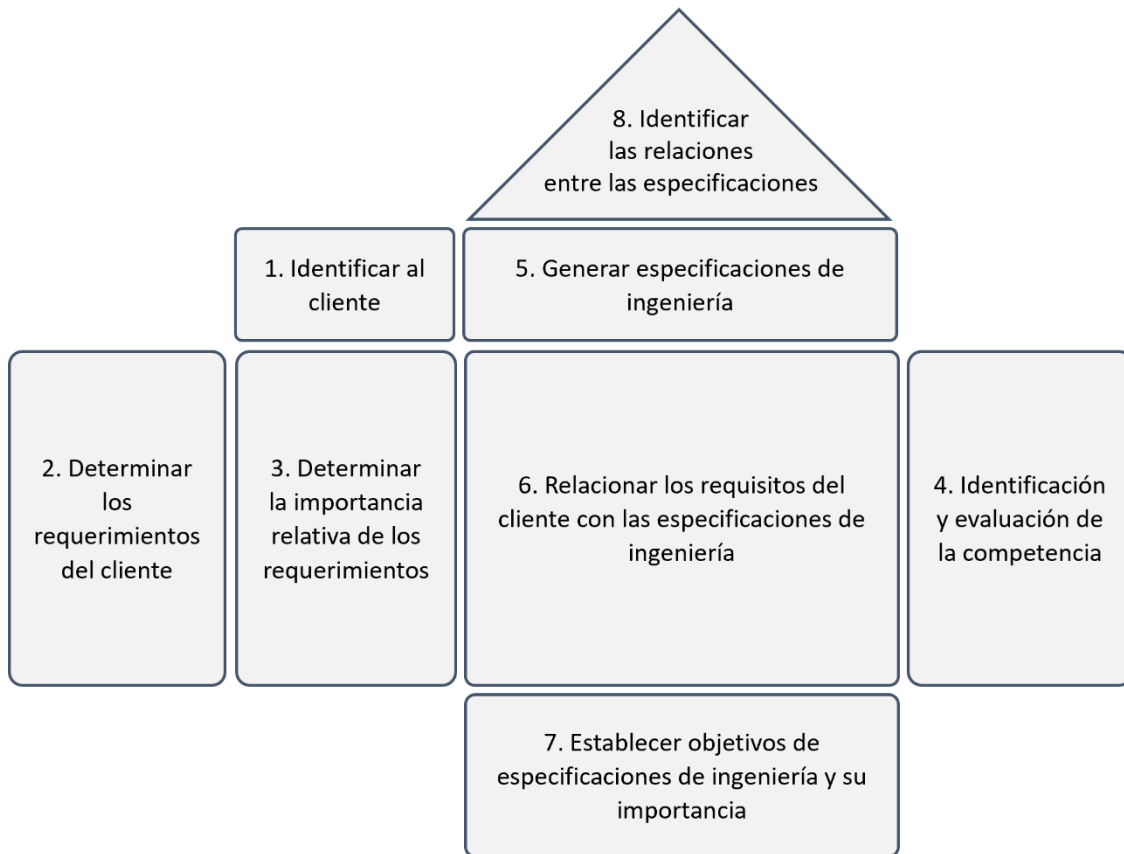 8. Identificar
las relaciones
entre las especificaciones
1. Identificar al
cliente
5. Generar especificaciones de
ingeniería
2. Determinar
los
requerimientos
del cliente
3. Determinar
la importancia
relativa de los
requerimientos
6. Relacionar los requisitos del
cliente con las especificaciones de
ingeniería
4. Identificación
y evaluación de
la competencia
7. Establecer objetivos de
especificaciones de ingeniería y su
importancia